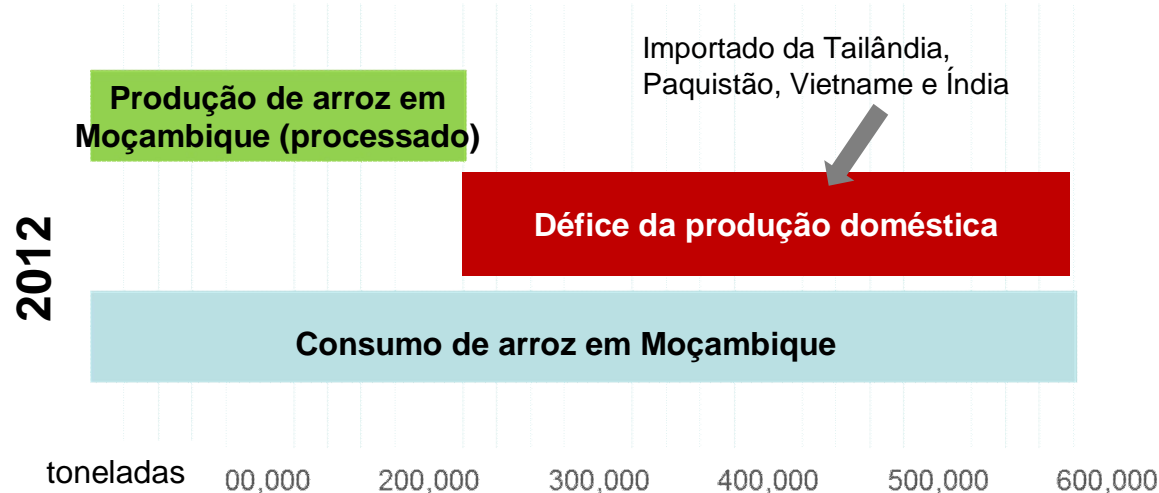 Importado da Tailândia,
Paquistão, Vietname e Índia
Produção de arroz em
Moçambique (processado)
Défice da produção doméstica
2012
Consumo de arroz em Moçambique
toneladas 00,000 200,000 300,000 400,000 500,000 600,000